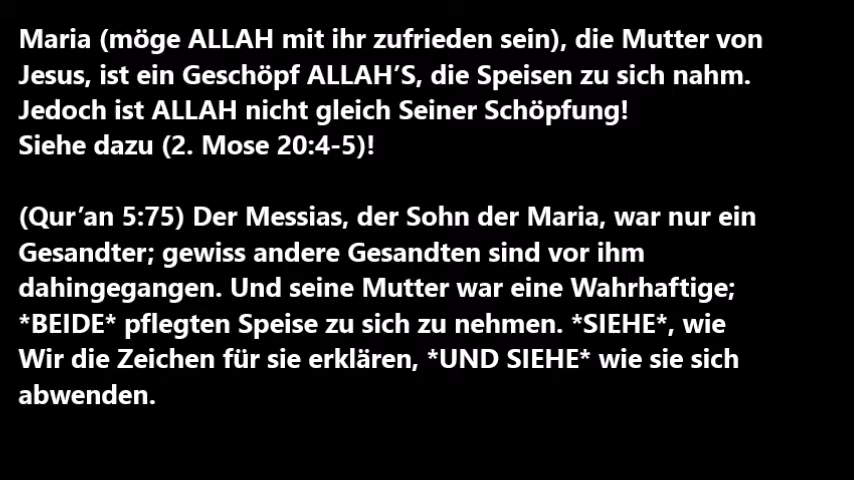 Maria (möge ALLAH mit ihr zufrieden sein), die Mutter von
Jesus, ist ein Geschöpf ALLAH’S, die Speisen zu sich nahm.
Jedoch ist ALLAH nicht gleich Seiner Schöpfung!
Siehe dazu (2. Mose 20:4-5)!
(Qur’an 5:75) Der Messias, der Sohn der Maria, war nur ein
Gesandter; gewiss andere Gesandten sind vor ihm
dahingegangen. Und seine Mutter war eine Wahrhaftige;
*BEIDE* pflegten Speise zu sich zu nehmen. *SIEHE*, wie
Wir die Zeichen für sie erklären, *UND SIEHE* wie sie sich
abwenden.